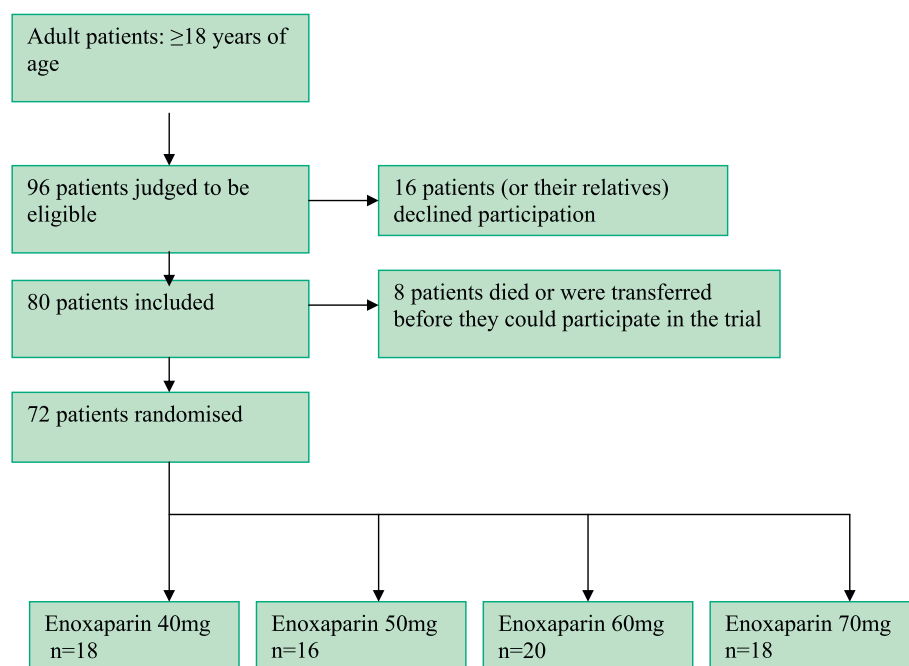 Adult patients: ≥18 years of
age
96 patients judged to be
eligible
16 patients (or their relatives)
declined participation
80 patients included
8 patients died or were transferred
before they could participate in the trial
72 patients randomised
Enoxaparin 40mg
n=18
Enoxaparin 50mg
n=16
Enoxaparin 60mg
n=20
Enoxaparin 70mg
n=18